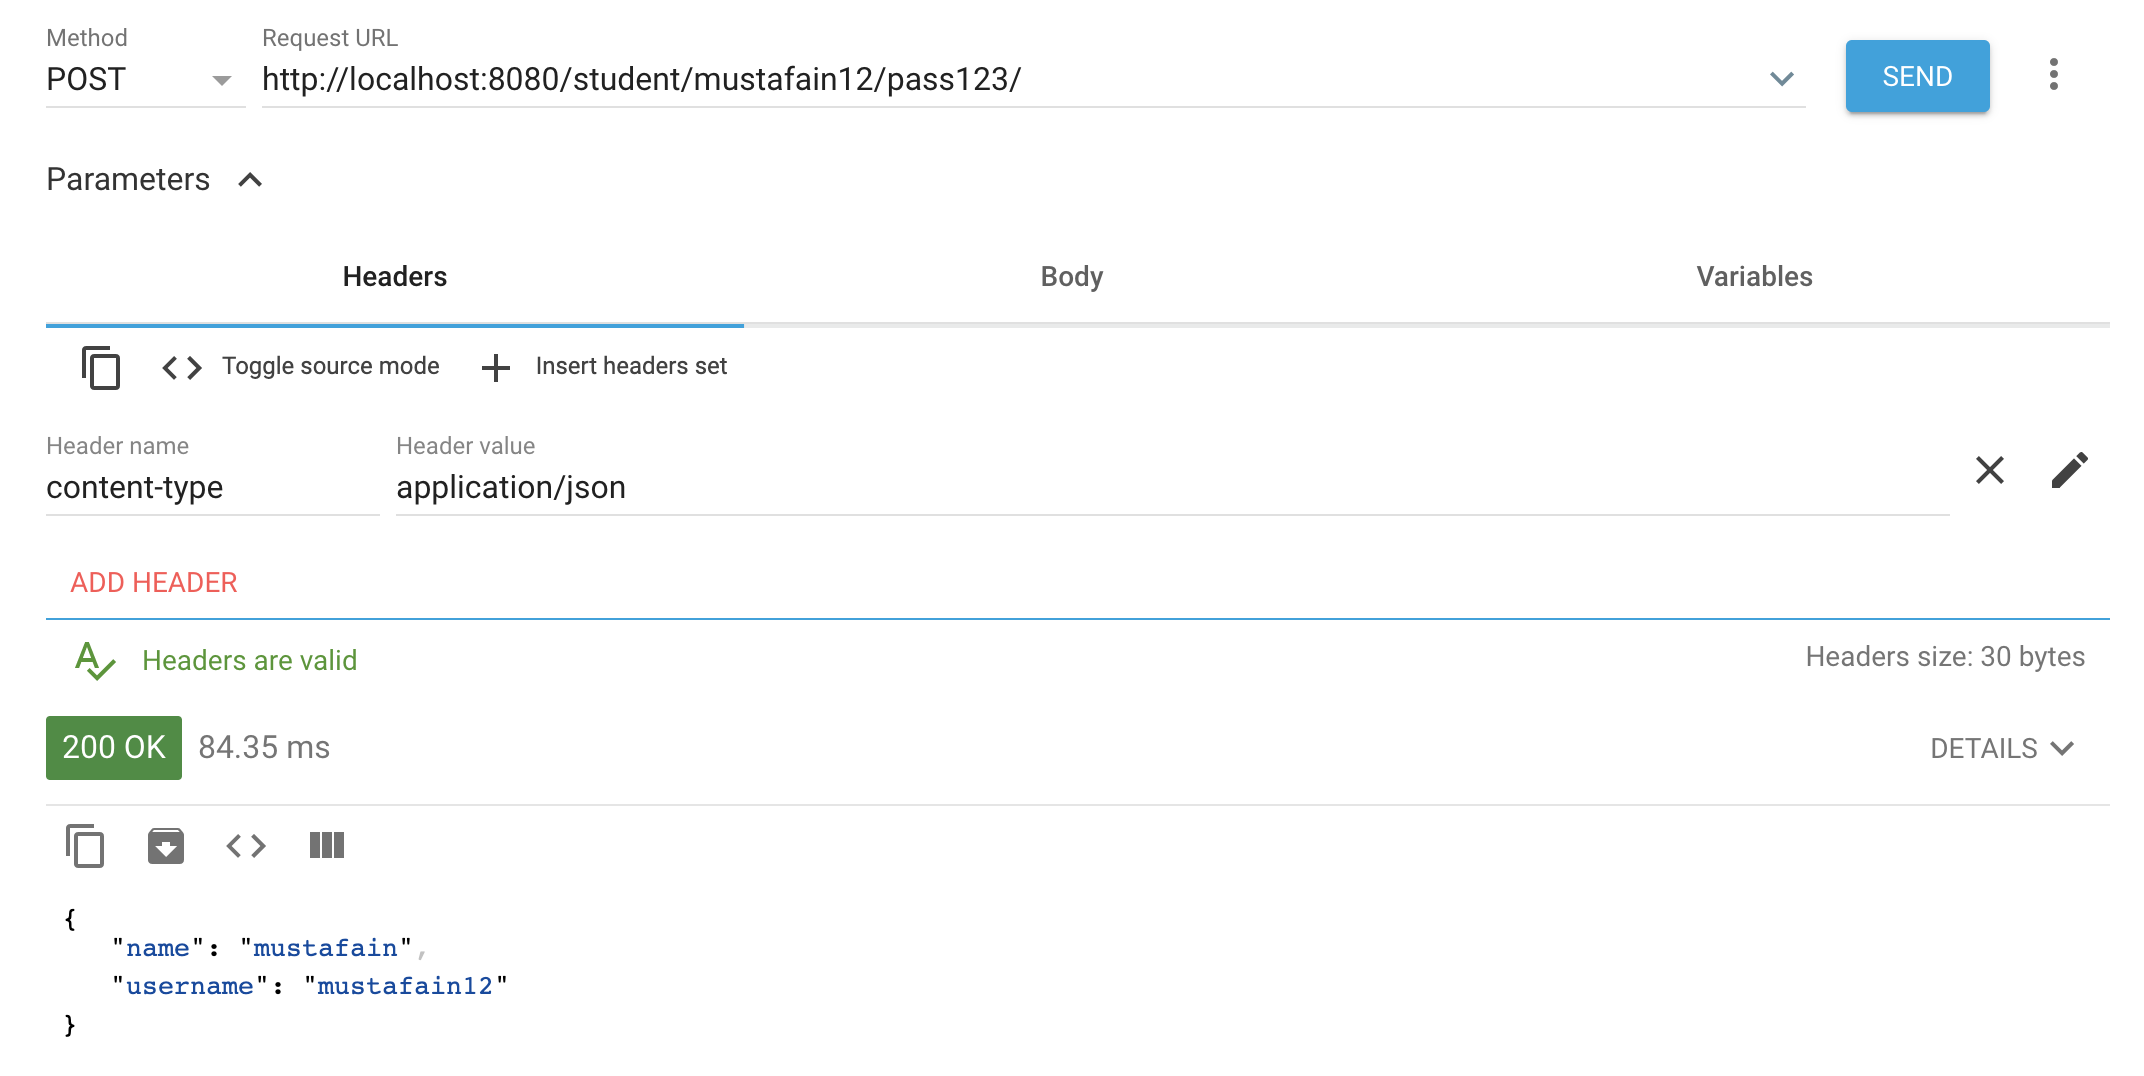 Method
Request URL
POST
http://localhost:8080/student/mustafain12/pass123/
SEND
Parameters
Headers
Body
Variables
Toggle source mode
Insert headers set
Header name
Header value
content-type
application/json
ADD HEADER
Headers are valid
Headers size: 30 bytes
200 OK
84.35 ms
DETAILS
{
"name": "mustafain",
"username": "mustafain12"
}